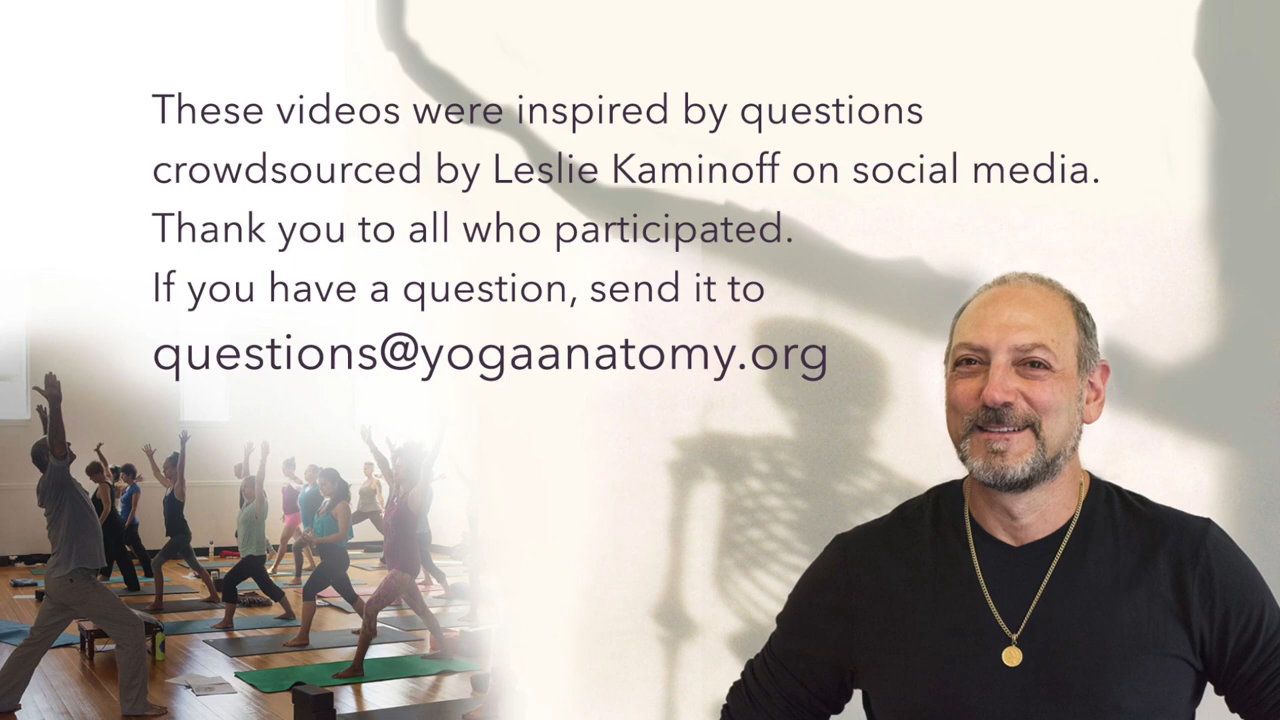 These videos were inspired by questions
crowdsourced by Leslie Kaminoff on social media.
Thank you to all who participated.
If you have a question, send it to
questions@yogaanatomy.org